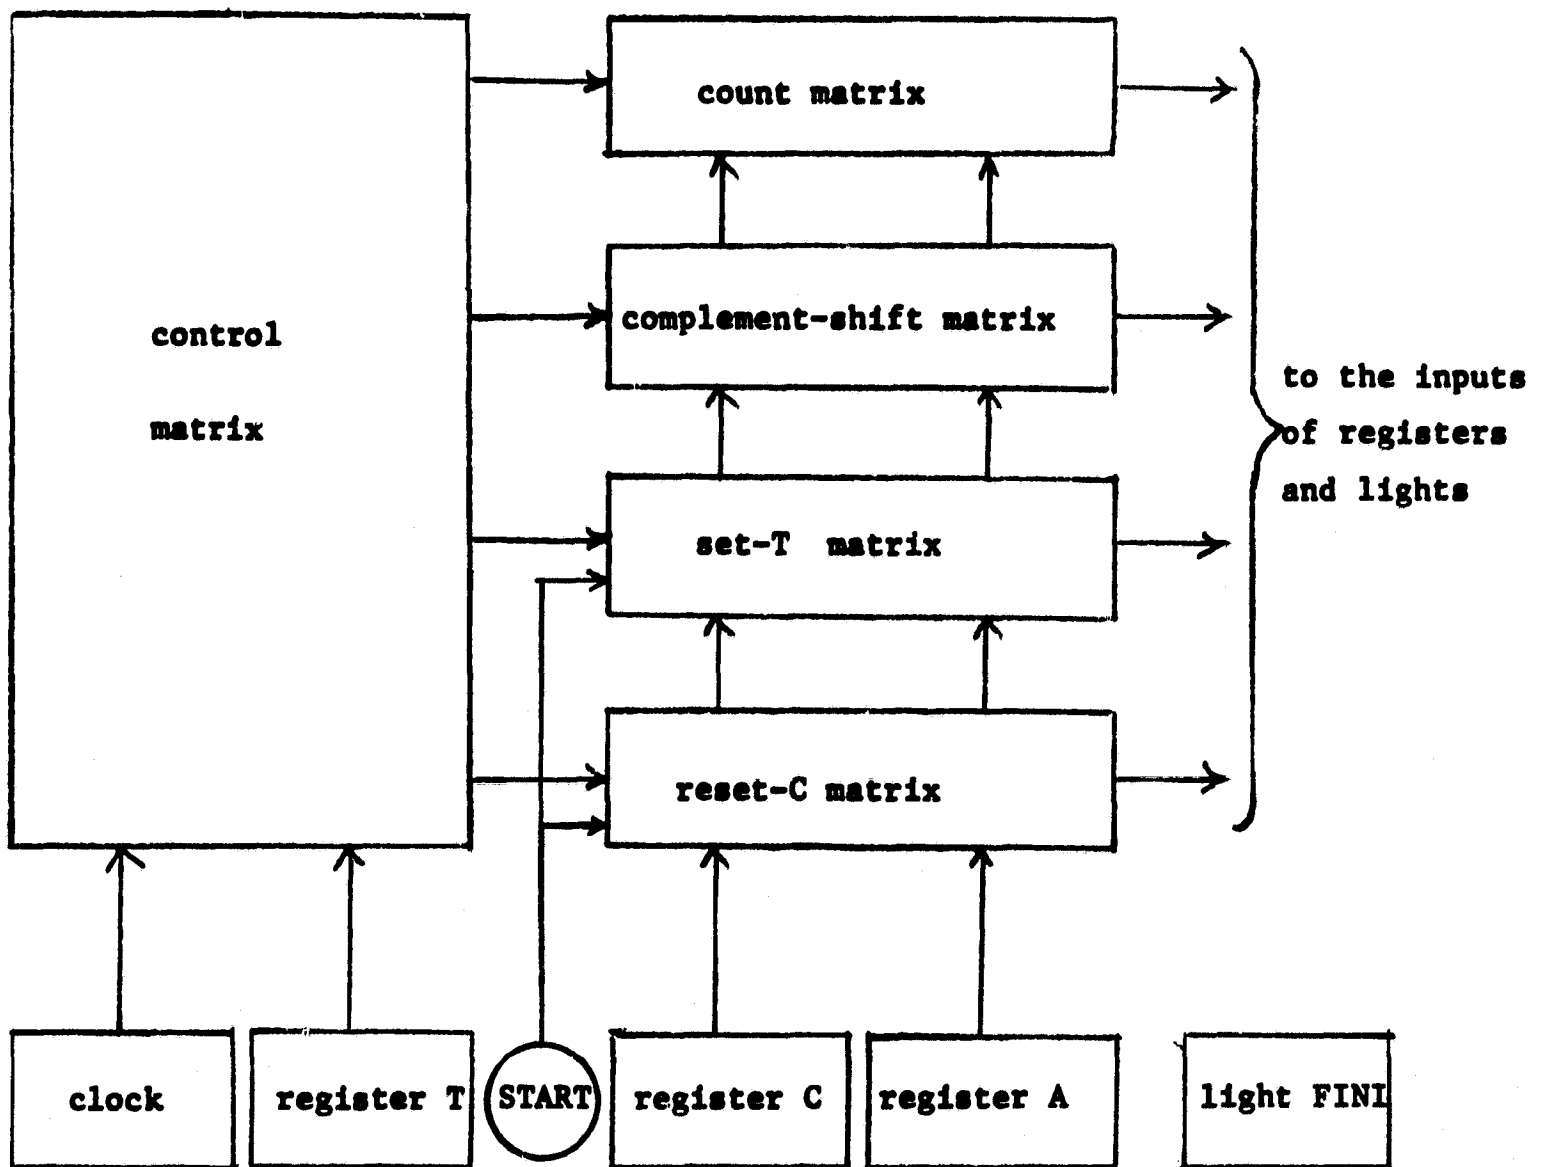 count matrix
complement-shift matrix
control
matrix
to the inputs
of registers
and lights
set-T matrix
reset-C matrix
clock
register T
START
register C
register A
light FINI